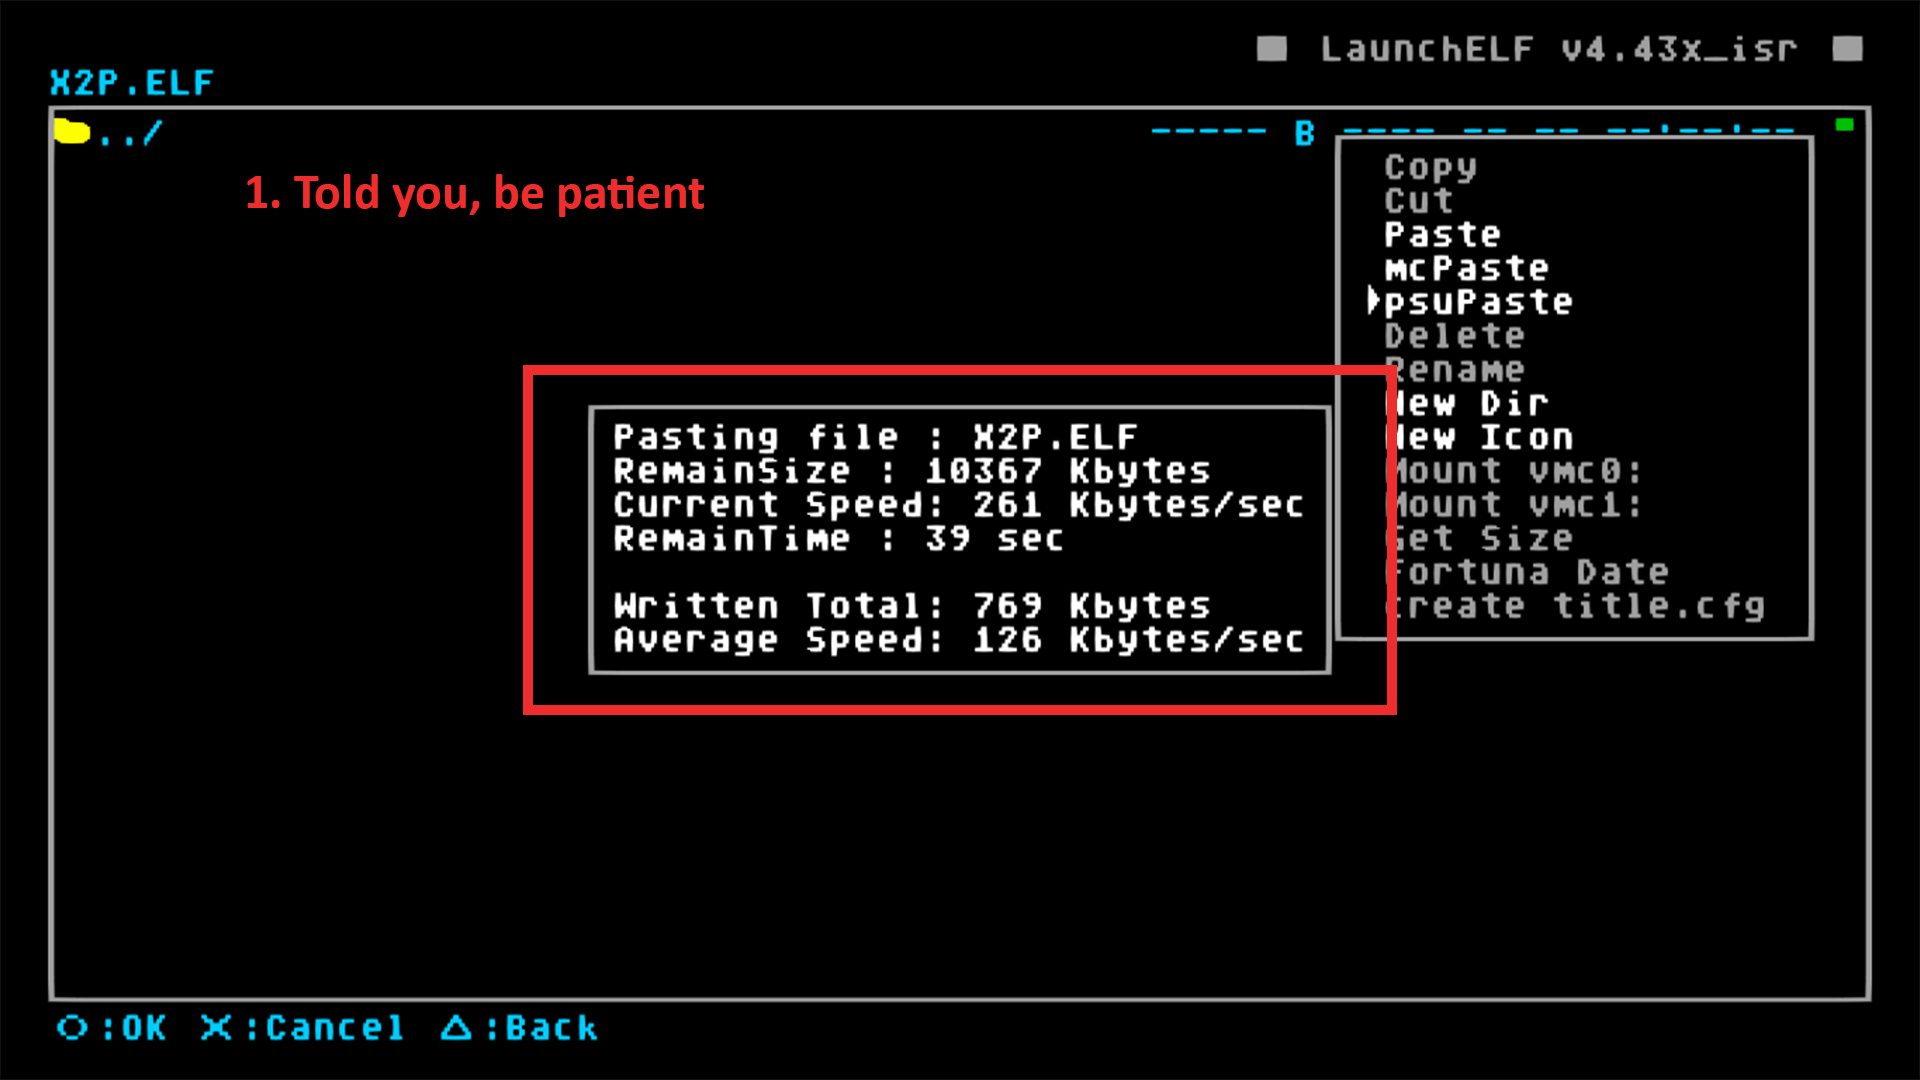 LaunchELF v4.43x_isr
X2P.ELF
../ ----- B ---- -- -- --:--:--
1. Told you, be patient
Copy
Cut
Paste
mcPaste
psuPaste
Delete
Rename
New Dir
New Icon
Mount vmc0:
Mount vmc1:
Get Size
Fortuna Date
create title.cfg
Pasting file : X2P.ELF
RemainSize : 10367 Kbytes
Current Speed: 261 Kbytes/sec
RemainTime : 39 sec
Written Total: 769 Kbytes
Average Speed: 126 Kbytes/sec
○:OK ×:Cancel △:Back